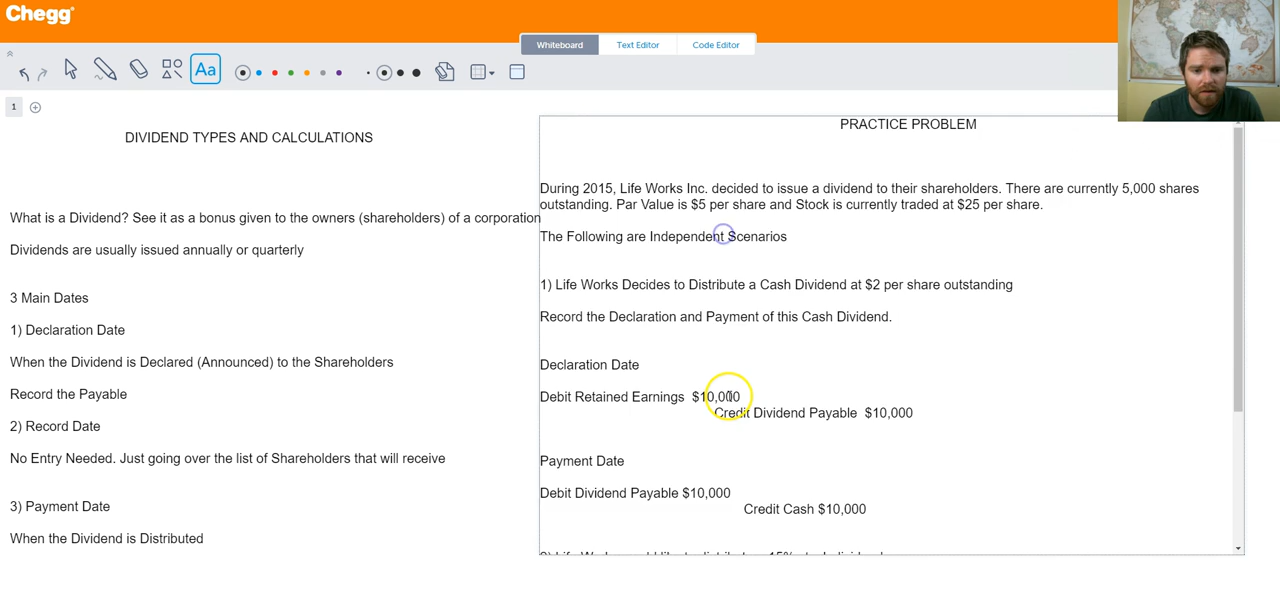 Chegg
Whiteboard
Text Editor
Code Editor
Aa
1
DIVIDEND TYPES AND CALCULATIONS
What is a Dividend? See it as a bonus given to the owners (shareholders) of a corporation
Dividends are usually issued annually or quarterly
3 Main Dates
1) Declaration Date
When the Dividend is Declared (Announced) to the Shareholders
Record the Payable
2) Record Date
No Entry Needed. Just going over the list of Shareholders that will receive
3) Payment Date
When the Dividend is Distributed
PRACTICE PROBLEM
During 2015, Life Works Inc. decided to issue a dividend to their shareholders. There are currently 5,000 shares
outstanding. Par Value is $5 per share and Stock is currently traded at $25 per share.
The Following are Independent Scenarios
1) Life Works Decides to Distribute a Cash Dividend at $2 per share outstanding
Record the Declaration and Payment of this Cash Dividend.
Declaration Date
Debit Retained Earnings $10,000
Credit Dividend Payable $10,000
Payment Date
Debit Dividend Payable $10,000
Credit Cash $10,000